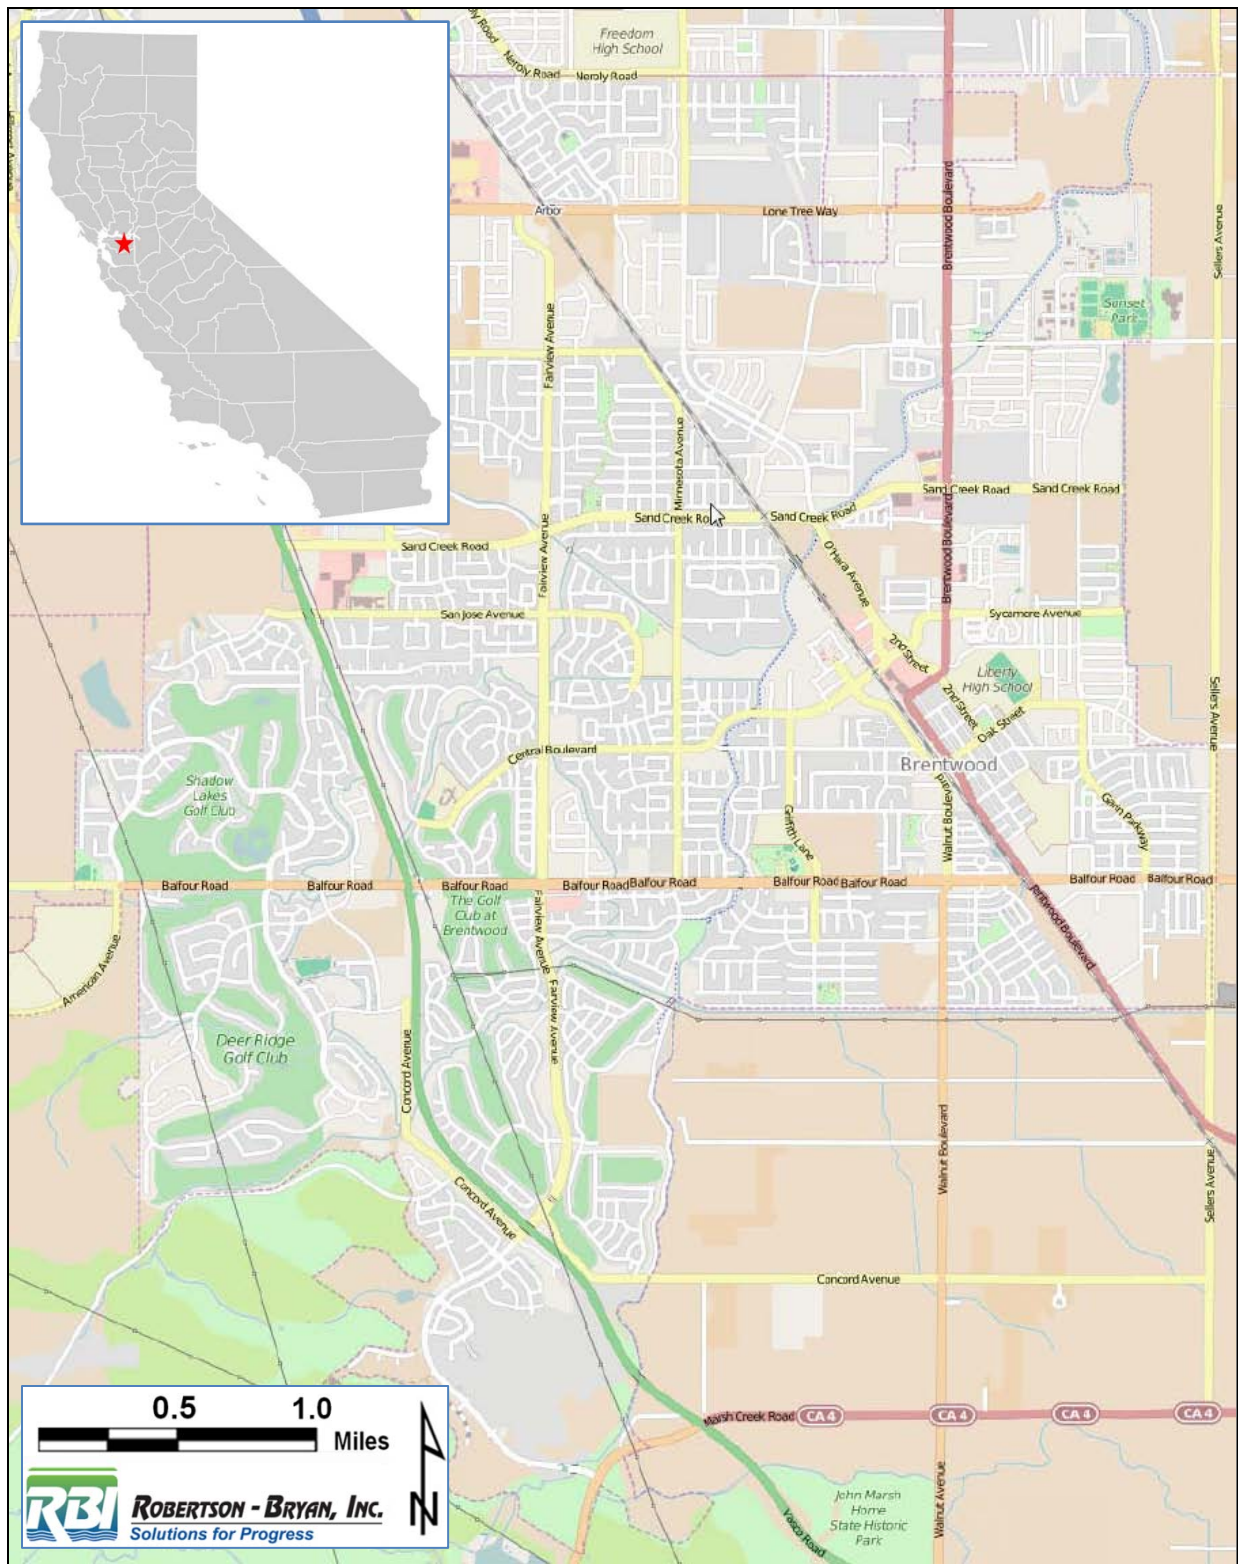 Freedom
High School
Neroly Road
Neroly Road
Brentwood Boulevard
Arbor
Lone Tree Way
Sellers Avenue
Sunset
Park
Fairview Avenue
Minnesota Avenue
Sand Creek Road
Sand Creek Road
Sand Creek Road
Sand Creek Road
Brentwood Boulevard
Fairview Avenue
Sand Creek Road
O'Hara Avenue
San Jose Avenue
Sycamore Avenue
2nd Street
Liberty
High School
2nd Street
Oak Street
Sellers Avenue
Central Boulevard
Brentwood
Shadow
Lakes
Golf Club
Griffith Lane
Walnut Boulevard
Garin Parkway
Balfour Road
Balfour Road
Balfour Road
Balfour Road
Balfour Road
Balfour Road
Balfour Road
Balfour Road
Balfour Road
The Golf
Club at
Brentwood
Fairview Avenue
American Avenue
Fairview Avenue
Deer Ridge
Golf Club
Concord Avenue
Walnut Boulevard
Sellers Avenue
Concord Avenue
Concord Avenue
Marsh Creek Road
CA 4
CA 4
CA 4
CA 4
Walnut Avenue
John Marsh
Home
State Historic
Park
Vasco Road
0.5 1.0
Miles
N
RBI
ROBERTSON - BRYAN, INC.
Solutions for Progress